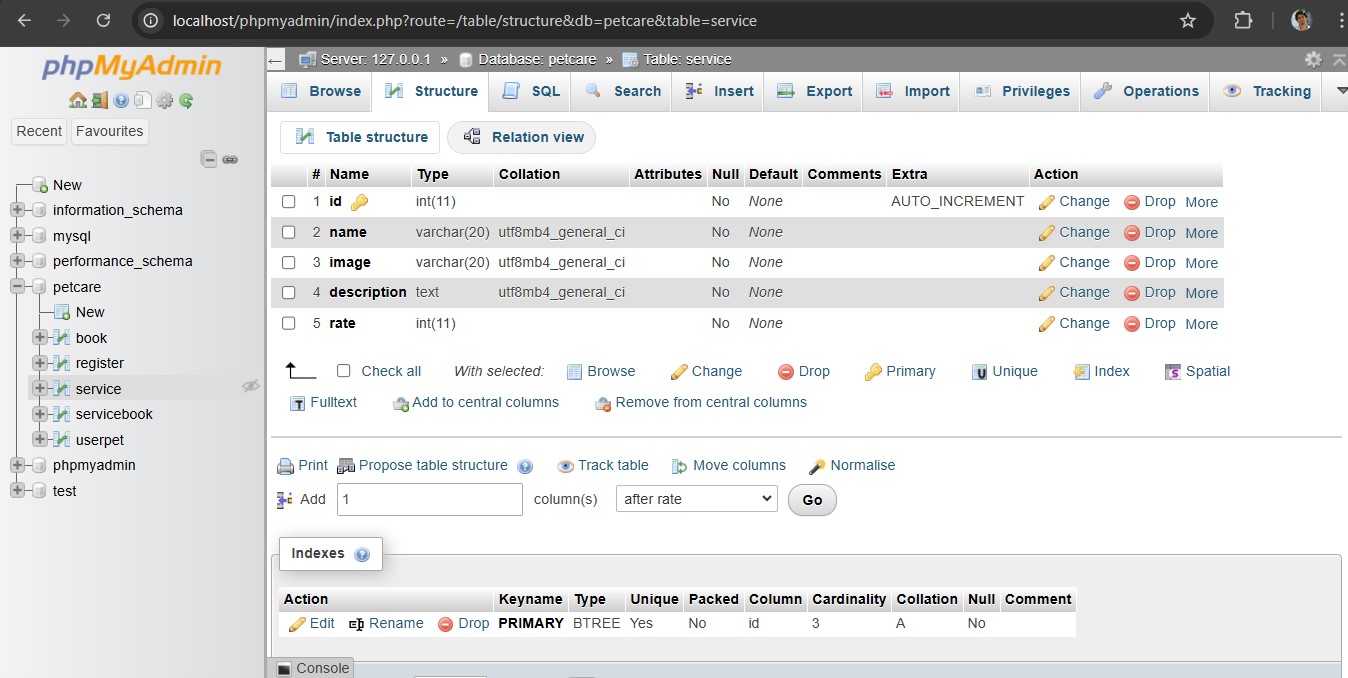 localhost/phpmyadmin/index.php?route=/table/structure&db=petcare&table=service
phpMyAdmin
Recent Favourites
New
information_schema
mysql
performance_schema
petcare
New
book
register
service
servicebook
userpet
phpmyadmin
test
Server: 127.0.0.1 » Database: petcare » Table: service
Browse Structure SQL Search Insert Export Import Privileges Operations Tracking
Table structure Relation view
# Name Type Collation Attributes Null Default Comments Extra Action
1 id int(11) No None AUTO_INCREMENT Change Drop More
2 name varchar(20) utf8mb4_general_ci No None Change Drop More
3 image varchar(20) utf8mb4_general_ci No None Change Drop More
4 description text utf8mb4_general_ci No None Change Drop More
5 rate int(11) No None Change Drop More
Check all With selected: Browse Change Drop Primary Unique Index Spatial
Fulltext Add to central columns Remove from central columns
Print Propose table structure Track table Move columns Normalise
Add 1 column(s) after rate Go
Indexes
Action Keyname Type Unique Packed Column Cardinality Collation Null Comment
Edit Rename Drop PRIMARY BTREE Yes No id 3 A No
Console